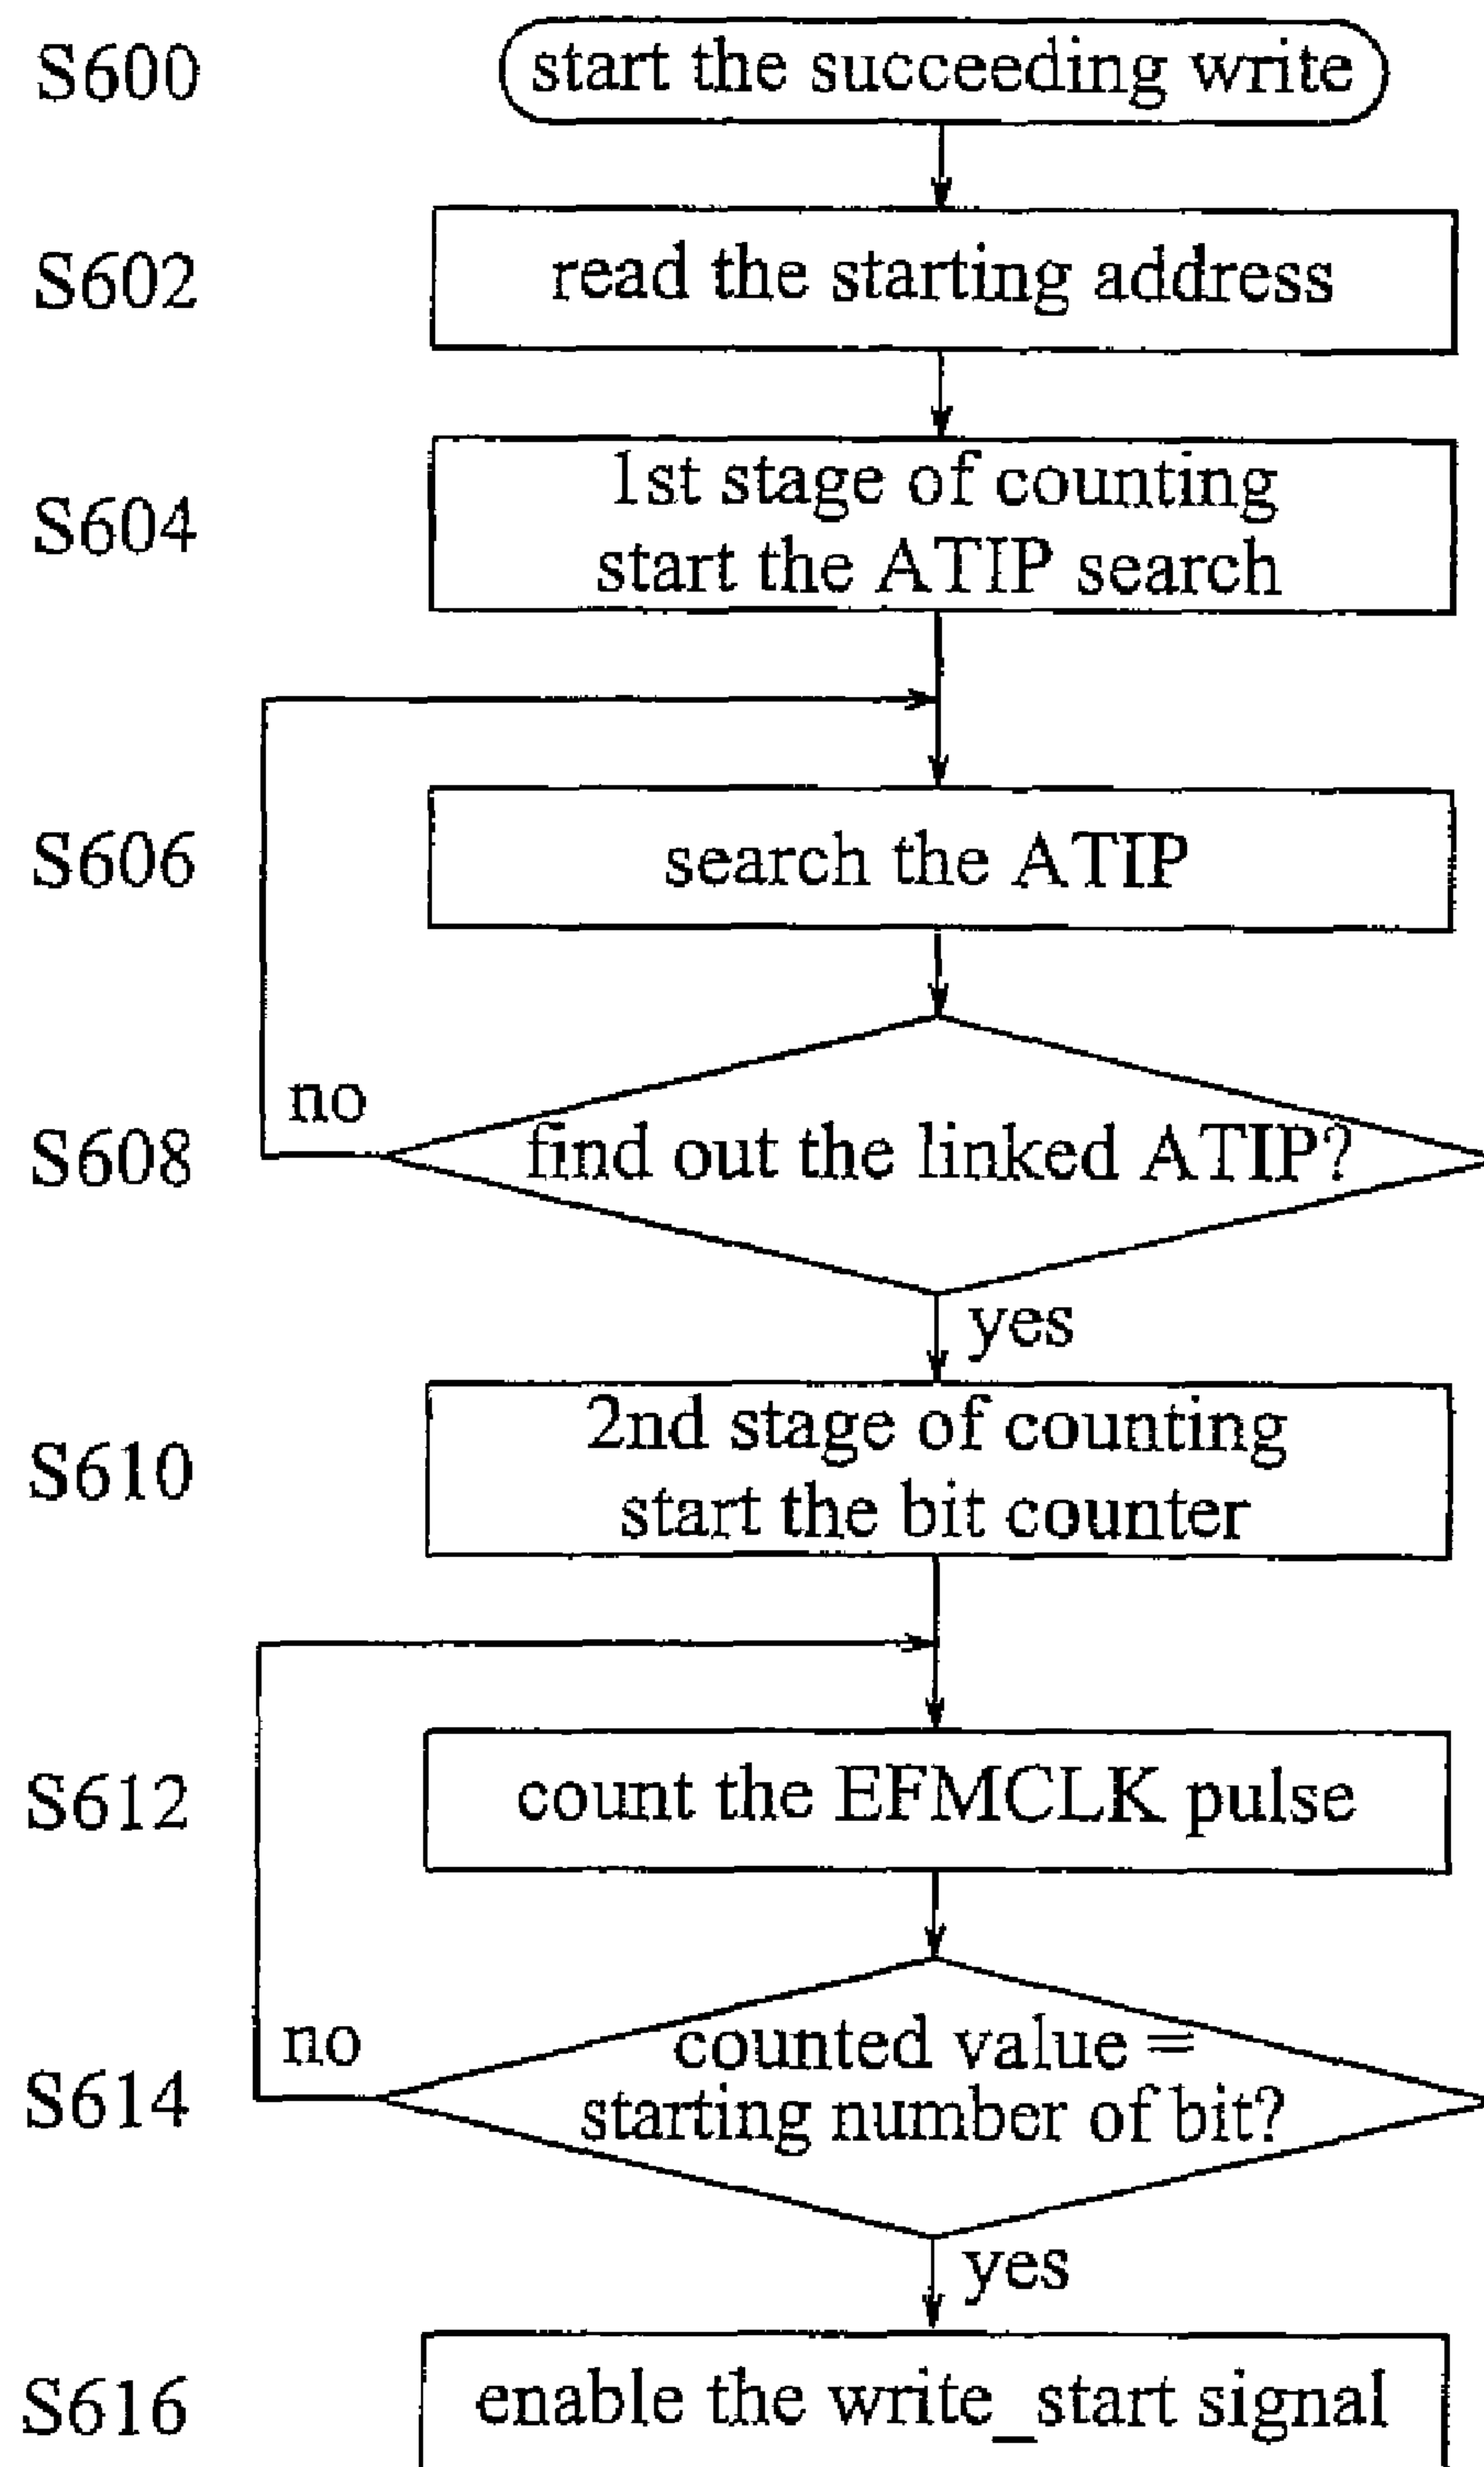 S600 start the succeeding write
S602 read the starting address
1st stage of counting
S604 start the ATIP search
S606 search the ATIP
no
S608 find out the linked ATIP?
yes
2nd stage of counting
S610 start the bit counter
S612 count the EFMCLK pulse
no counted value =
S614 starting number of bit?
yes
S616 enable the write_start signal